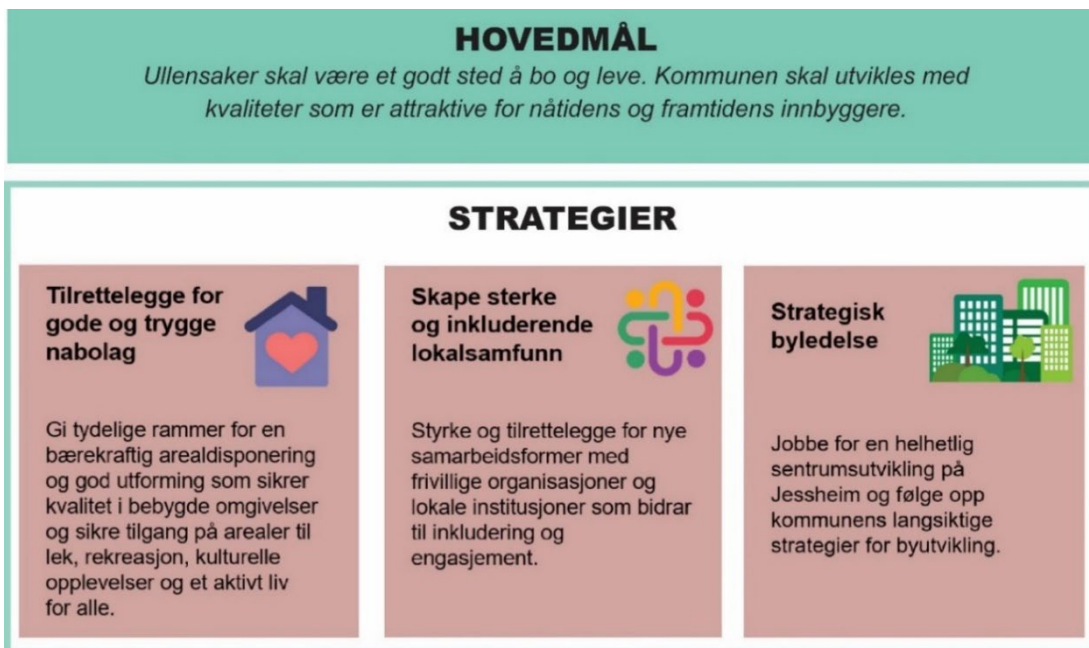 HOVEDMÅL
Ullensaker skal være et godt sted å bo og leve. Kommunen skal utvikles med
kvaliteter som er attraktive for nåtidens og framtidens innbyggere.
STRATEGIER
Tilrettelegge for
gode og trygge
nabolag
Gi tydelige rammer for en
bærekraftig arealdisponering
og god utforming som sikrer
kvalitet i bebygde omgivelser
og sikre tilgang på arealer til
lek, rekreasjon, kulturelle
opplevelser og et aktivt liv
for alle.
Skape sterke
og inkluderende
lokalsamfunn
Styrke og tilrettelegge for nye
samarbeidsformer med
frivillige organisasjoner og
lokale institusjoner som bidrar
til inkludering og
engasjement.
Strategisk
byledelse
Jobbe for en helhetlig
sentrumsutvikling på
Jessheim og følge opp
kommunens langsiktige
strategier for byutvikling.